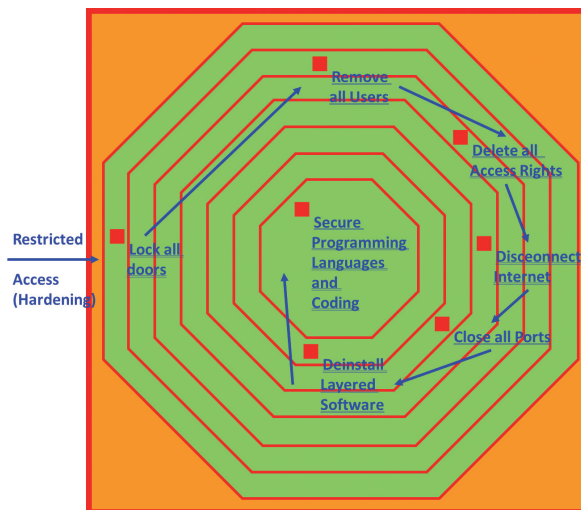 Restricted
Access
(Hardening)
Lock all
doors
Remove
all Users
Delete all
Access Rights
Disconnect
Internet
Close all Ports
Deinstall
Layered
Software
Secure
Programming
Languages
and
Coding